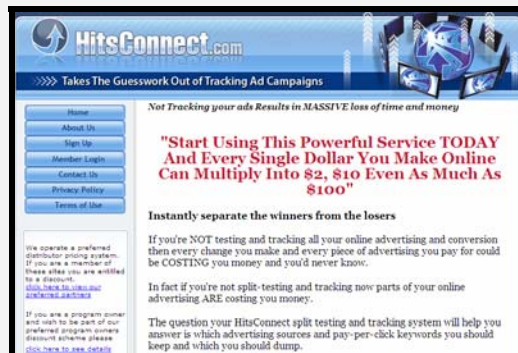 HitsConnect.com
>>>> Takes The Guesswork Out of Tracking Ad Campaigns
Home
About Us
Sign Up
Member Login
Contact Us
Privacy Policy
Terms of Use
We operate a preferred
distributor pricing system.
If you are a member of
these sites you are entitled
to a discount.
click here to view our
preferred partners
If you are a program owner
and wish to be part of our
preferred program owners
discount scheme please
click here to see details
Not Tracking your ads Results in MASSIVE loss of time and money
"Start Using This Powerful Service TODAY
And Every Single Dollar You Make Online
Can Multiply Into $2, $10 Even As Much As
$100"
Instantly separate the winners from the losers
If you're NOT testing and tracking all your online advertising and conversion
then every change you make and every piece of advertising you pay for could
be COSTING you money and you'd never know.
In fact if you're not split-testing and tracking now parts of your online
advertising ARE costing you money.
The question your HitsConnect split testing and tracking system will help you
answer is which advertising sources and pay-per-click keywords you should
keep and which you should dump.